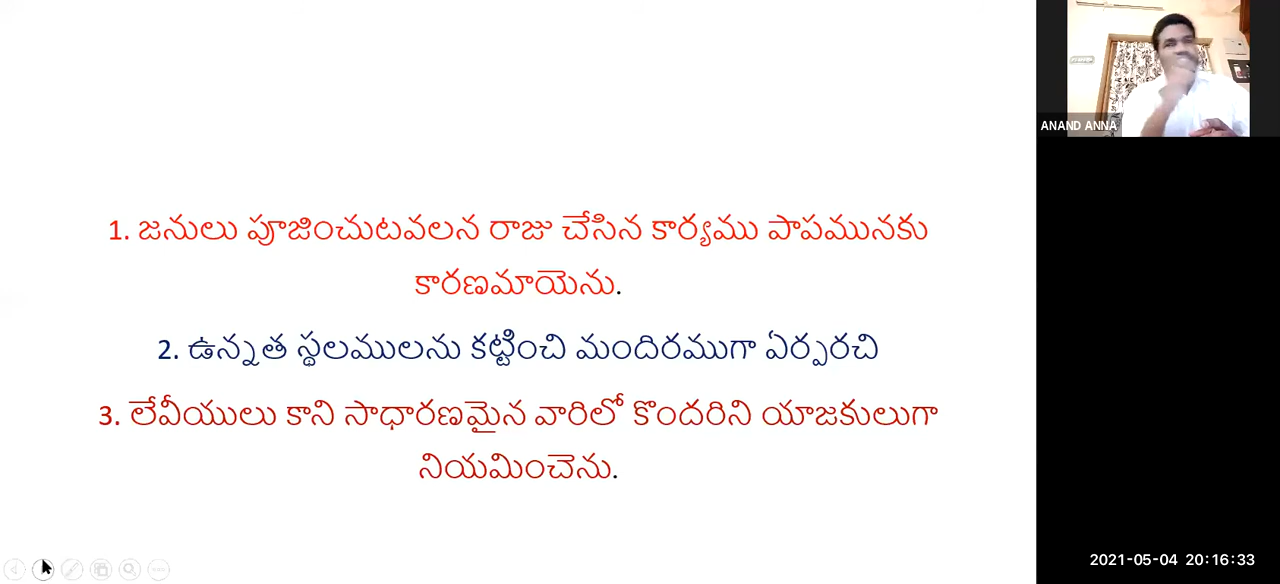 ANAND ANNA
1. జనులు పూజించుటవలన రాజు చేసిన కార్యము పాపమునకు
కారణమాయెను.
2. ఉన్నత స్థలములను కట్టించి మందిరముగా ఏర్పరచి
3. లేవీయులు కాని సాధారణమైన వారిలో కొందరిని యాజకులుగా
నియమించెను.
2021-05-04 20:16:33